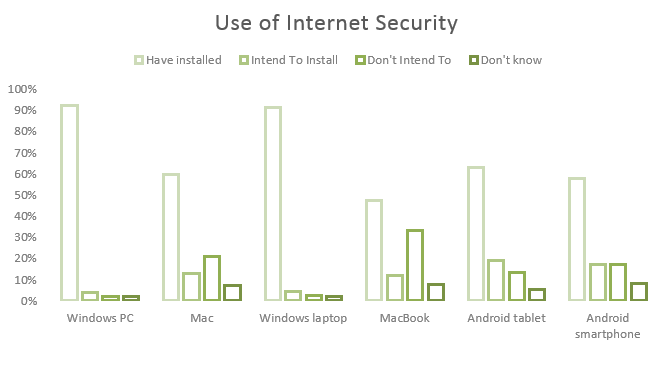 Use of Internet Security
Have installed Intend To Install Don't Intend To Don't know
100%
90%
80%
70%
60%
50%
40%
30%
20%
10%
0%
Windows PC Mac Windows laptop MacBook Android tablet Android
smartphone